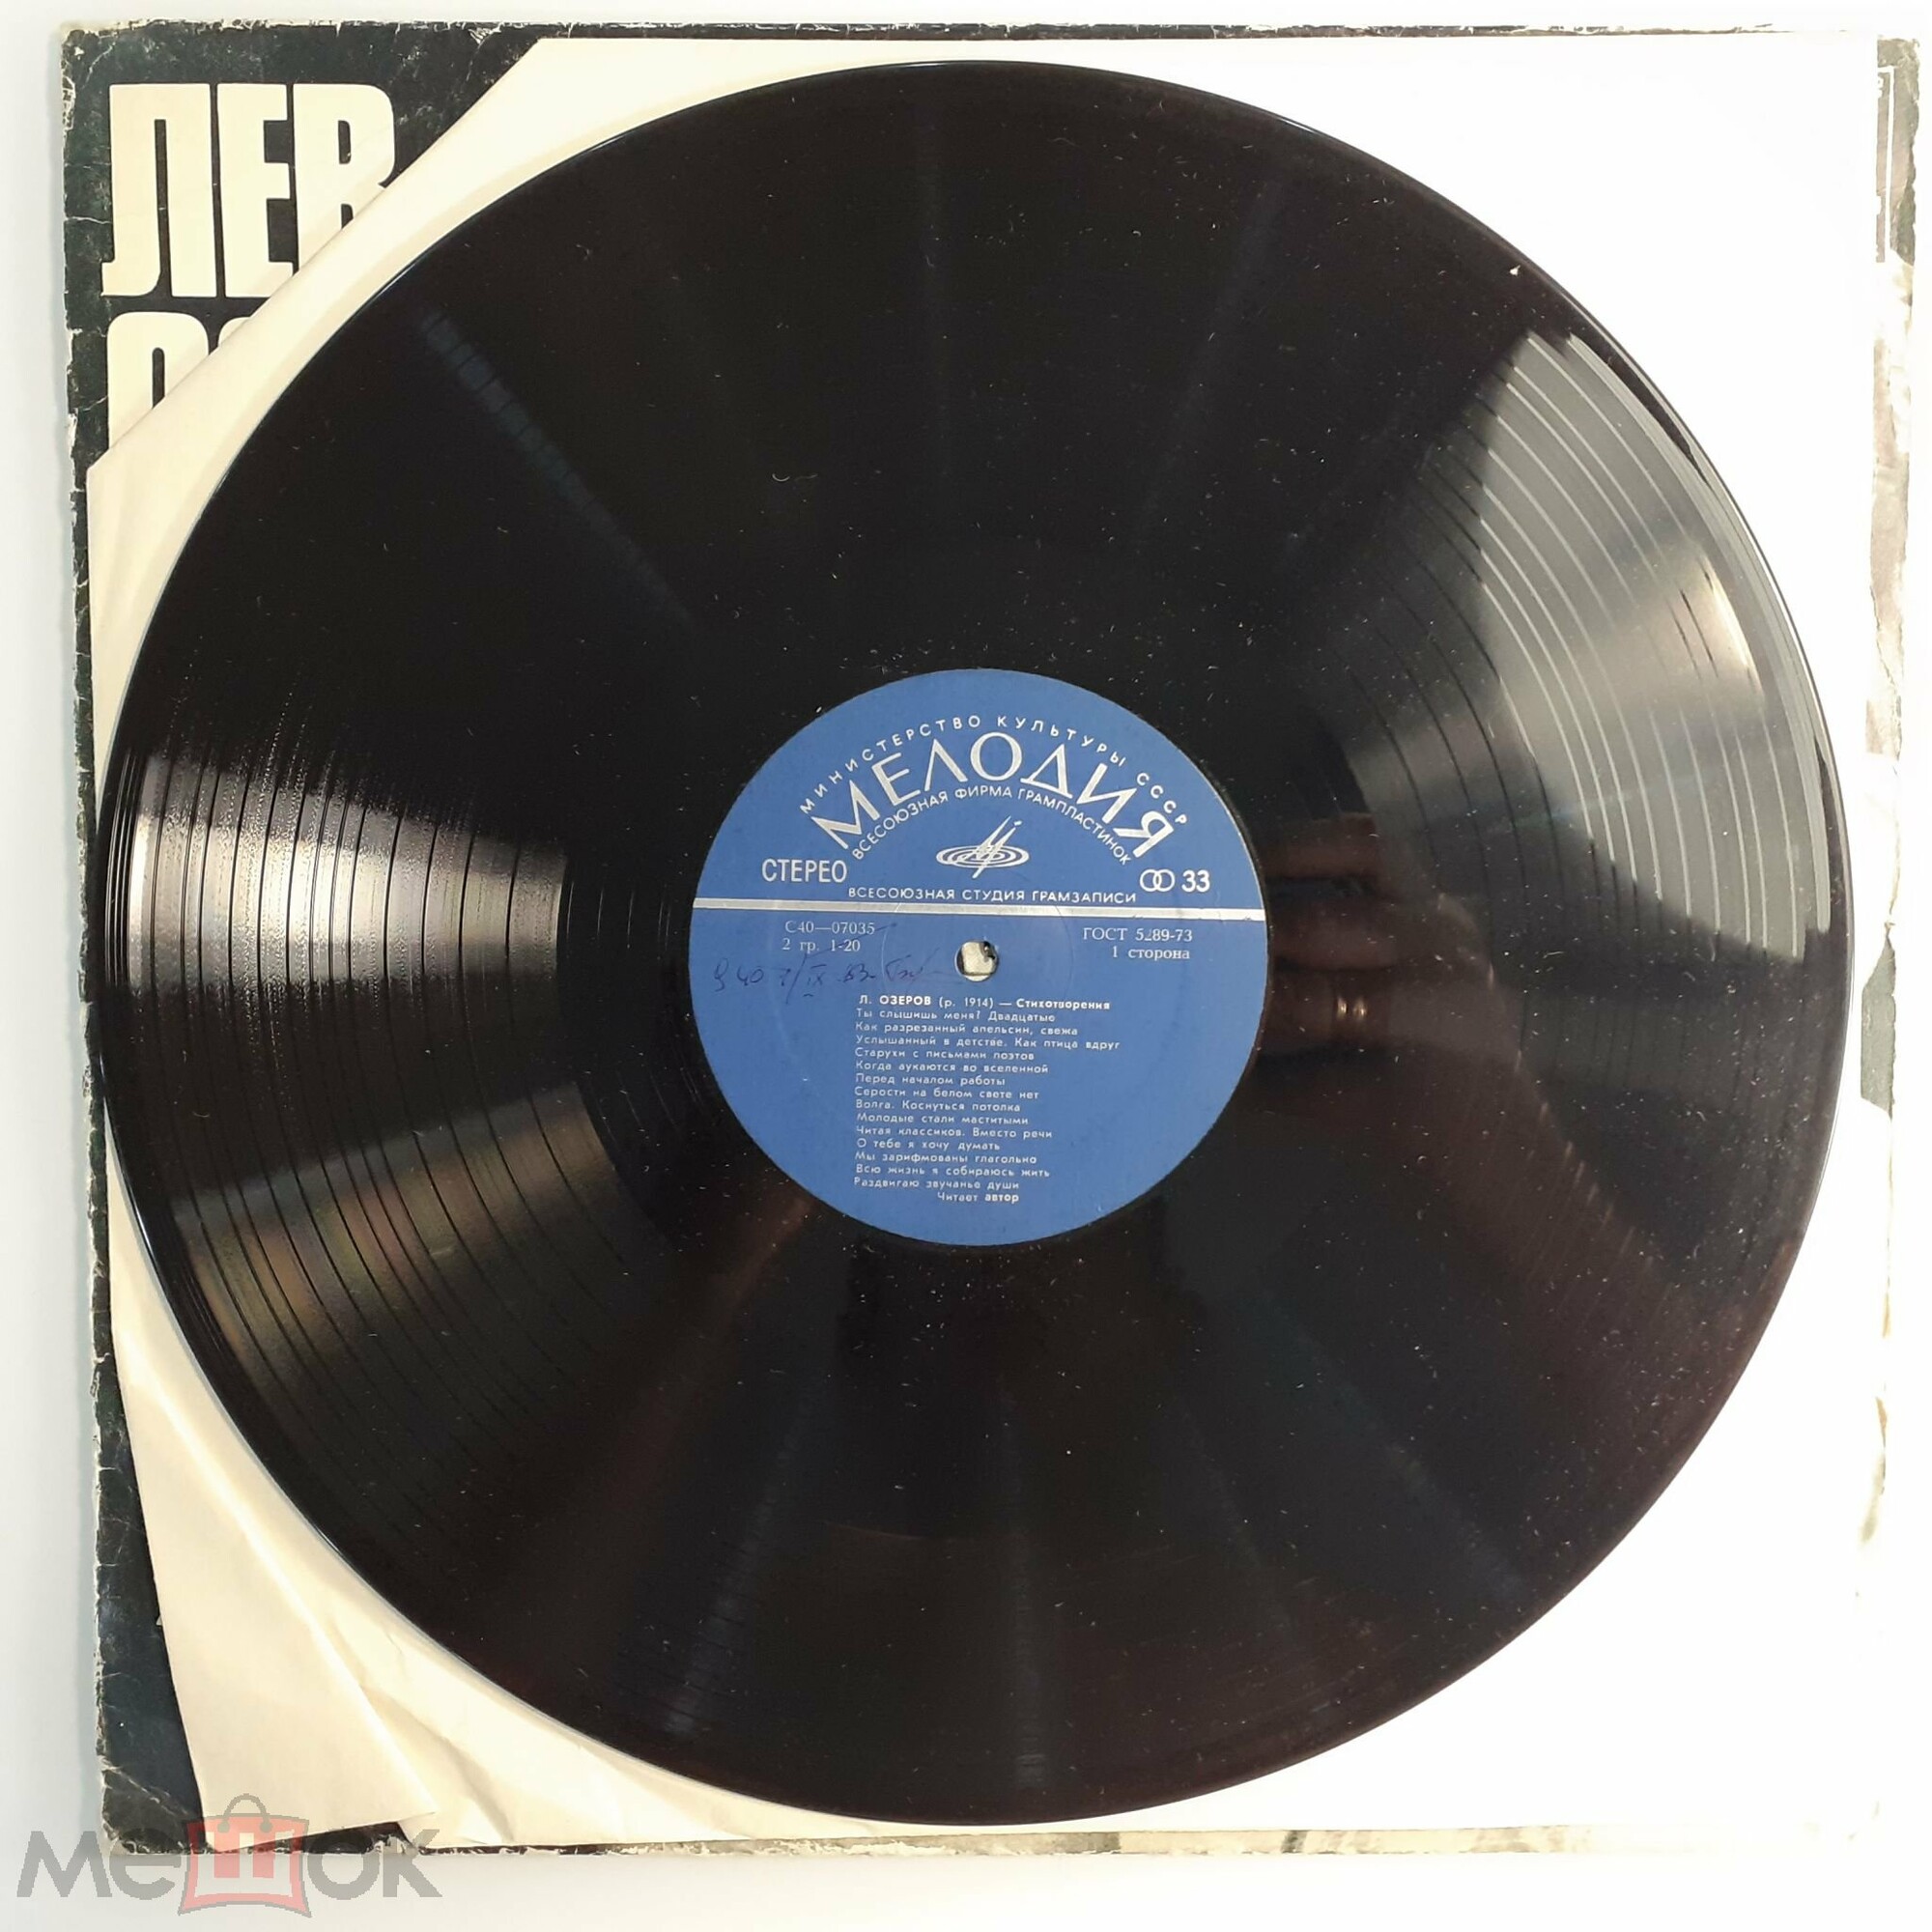 ЛЕВ
МИНИСТЕРСТВО КУЛЬТУРЫ СССР
МЕЛОДИЯ
ВСЕСОЮЗНАЯ ФИРМА ГРАМПЛАСТИНОК
СТЕРЕО
33
ВСЕСОЮЗНАЯ СТУДИЯ ГРАМЗАПИСИ
С40—07035
ГОСТ 5289-73
2 гр. 1-20
1 сторона
Л. ОЗЕРОВ (р. 1914) — Стихотворения
Ты слышишь меня? Двадцатые
Как разрезанный апельсин, свежа
Услышанный в детстве. Как птица вдруг
Старухи с письмами поэтов
Когда аукаются во вселенной
Перед началом работы
Серости на белом свете нет
Волга. Коснуться потолка
Молодые стали маститыми
Читая классиков. Вместо речи
О тебе я хочу думать
Мы зарифмованы глагольно
Всю жизнь я собираюсь жить
Раздвигаю звучанье души
Читает автор
мешок